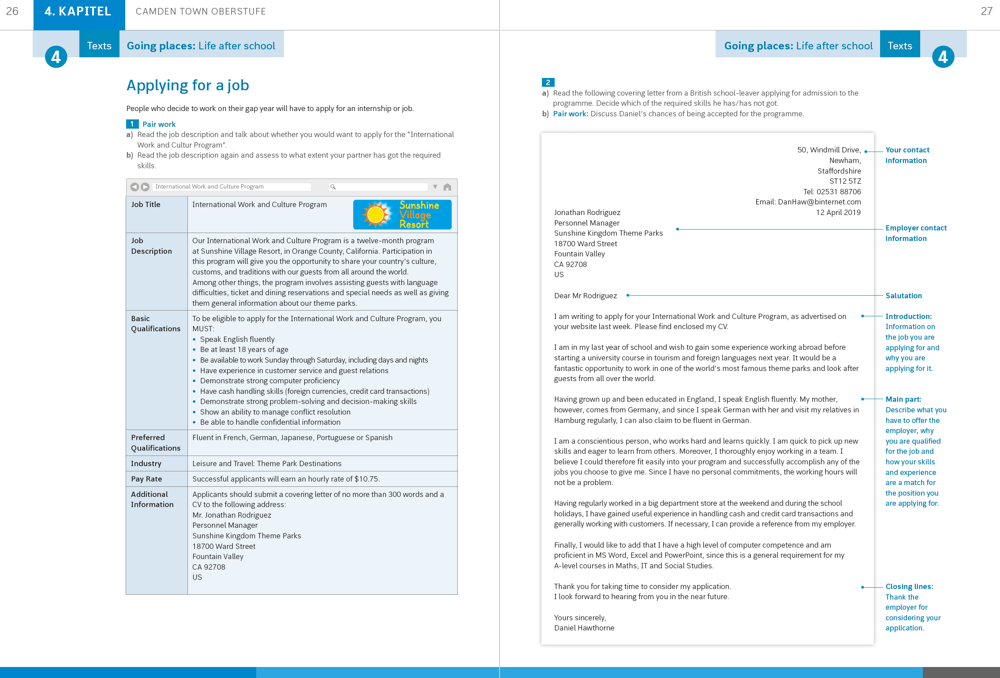 26
4. KAPITEL
CAMDEN TOWN OBERSTUFE
4
Texts
Going places: Life after school
Applying for a job
People who decide to work on their gap year will have to apply for an internship or job.
1 Pair work
a) Read the job description and talk about whether you would want to apply for the “International
Work and Cultur Program”.
b) Read the job description again and assess to what extent your partner has got the required
skills.
International Work and Culture Program
Job Title
International Work and Culture Program
Sunshine
Village
Resort
Job
Description
Our International Work and Culture Program is a twelve-month program
at Sunshine Village Resort, in Orange County, California. Participation in
this program will give you the opportunity to share your country’s culture,
customs, and traditions with our guests from all around the world.
Among other things, the program involves assisting guests with language
difficulties, ticket and dining reservations and special needs as well as giving
them general information about our theme parks.
Basic
Qualifications
To be eligible to apply for the International Work and Culture Program, you
MUST:
• Speak English fluently
• Be at least 18 years of age
• Be available to work Sunday through Saturday, including days and nights
• Have experience in customer service and guest relations
• Demonstrate strong computer proficiency
• Have cash handling skills (foreign currencies, credit card transactions)
• Demonstrate strong problem-solving and decision-making skills
• Show an ability to manage conflict resolution
• Be able to handle confidential information
Preferred
Qualifications
Fluent in French, German, Japanese, Portuguese or Spanish
Industry
Leisure and Travel: Theme Park Destinations
Pay Rate
Successful applicants will earn an hourly rate of $10.75.
Additional
Information
Applicants should submit a covering letter of no more than 300 words and a
CV to the following address:
Mr. Jonathan Rodriguez
Personnel Manager
Sunshine Kingdom Theme Parks
18700 Ward Street
Fountain Valley
CA 92708
US
27
Going places: Life after school
Texts
4
2
a) Read the following covering letter from a British school-leaver applying for admission to the
programme. Decide which of the required skills he has/has not got.
b) Pair work: Discuss Daniel’s chances of being accepted for the programme.
50, Windmill Drive,
Newham,
Staffordshire
ST12 5TZ
Tel: 02531 88706
Email: DanHaw@binternet.com
12 April 2019
Your contact
information
Jonathan Rodriguez
Personnel Manager
Sunshine Kingdom Theme Parks
18700 Ward Street
Fountain Valley
CA 92708
US
Employer contact
information
Dear Mr Rodriguez
Salutation
I am writing to apply for your International Work and Culture Program, as advertised on
your website last week. Please find enclosed my CV.
I am in my last year of school and wish to gain some experience working abroad before
starting a university course in tourism and foreign languages next year. It would be a
fantastic opportunity to work in one of the world’s most famous theme parks and look after
guests from all over the world.
Introduction:
Information on
the job you are
applying for and
why you are
applying for it.
Having grown up and been educated in England, I speak English fluently. My mother,
however, comes from Germany, and since I speak German with her and visit my relatives in
Hamburg regularly, I can also claim to be fluent in German.
I am a conscientious person, who works hard and learns quickly. I am quick to pick up new
skills and eager to learn from others. Moreover, I thoroughly enjoy working in a team. I
believe I could therefore fit easily into your program and successfully accomplish any of the
jobs you choose to give me. Since I have no personal commitments, the working hours will
not be a problem.
Having regularly worked in a big department store at the weekend and during the school
holidays, I have gained useful experience in handling cash and credit card transactions and
generally working with customers. If necessary, I can provide a reference from my employer.
Finally, I would like to add that I have a high level of computer competence and am
proficient in MS Word, Excel and PowerPoint, since this is a general requirement for my
A-level courses in Maths, IT and Social Studies.
Main part:
Describe what you
have to offer the
employer, why
you are qualified
for the job and
how your skills
and experience
are a match for
the position you
are applying for.
Thank you for taking time to consider my application.
I look forward to hearing from you in the near future.
Yours sincerely,
Daniel Hawthorne
Closing lines:
Thank the
employer for
considering your
application.